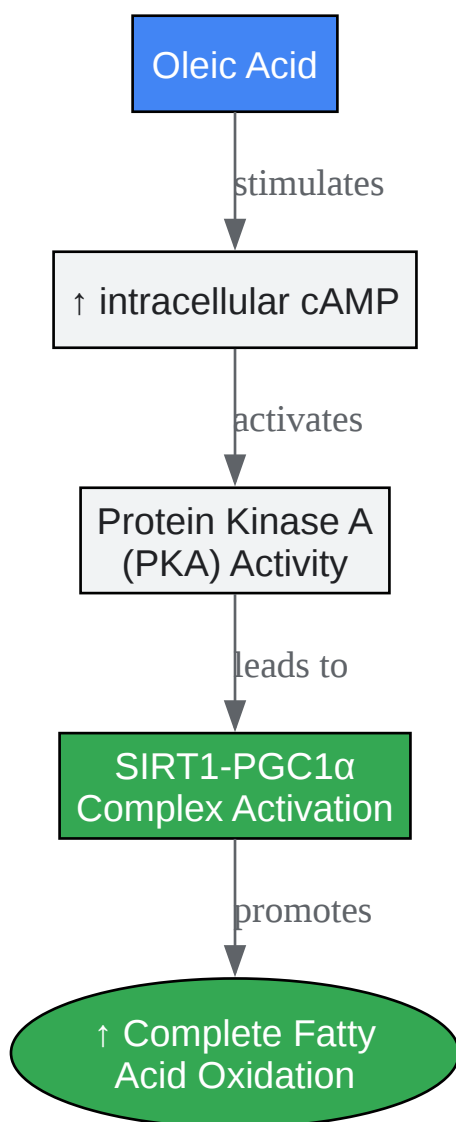 Oleic Acid
stimulates
↑ intracellular cAMP
activates
Protein Kinase A
(PKA) Activity
leads to
SIRT1-PGC1α
Complex Activation
promotes
↑ Complete Fatty
Acid Oxidation